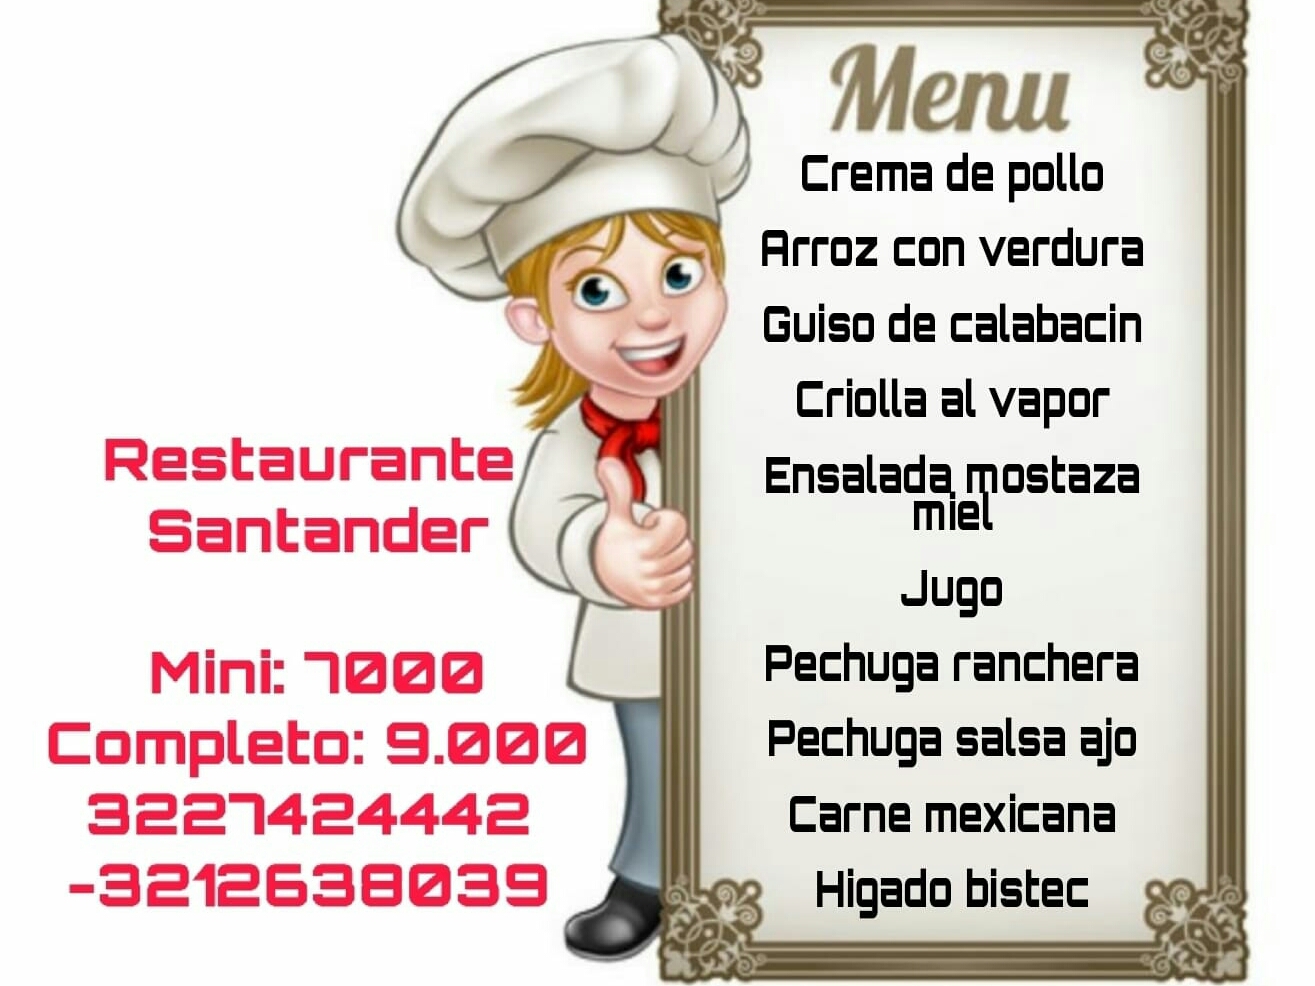 Menu
Crema de pollo
Arroz con verdura
Guiso de calabacin
Criolla al vapor
Ensalada mostaza
miel
Jugo
Pechuga ranchera
Pechuga salsa ajo
Carne mexicana
Higado bistec
Restaurante
Santander
Mini: 7000
Completo: 9.000
3227424442
-3212638039